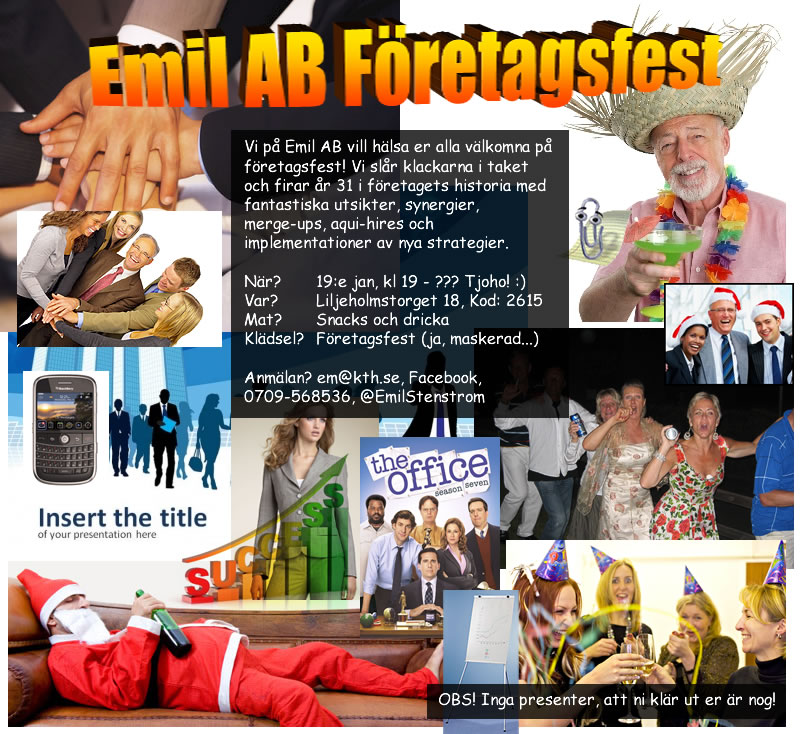 Emil AB Företagsfest
Vi på Emil AB vill hälsa er alla välkomna på
företagsfest! Vi slår klackarna i taket
och firar år 31 i företagets historia med
fantastiska utsikter, synergier,
merge-ups, aqui-hires och
implementationer av nya strategier.
När? 19:e jan, kl 19 - ??? Tjoho! :)
Var? Liljeholmstorget 18, Kod: 2615
Mat? Snacks och dricka
Klädsel? Företagsfest (ja, maskerad...)
Anmälan? em@kth.se, Facebook,
0709-568536, @EmilStenstrom
BlackBerry
Insert the title
of your presentation here
SUCCESS
the office
season seven
OBS! Inga presenter, att ni klär ut er är nog!